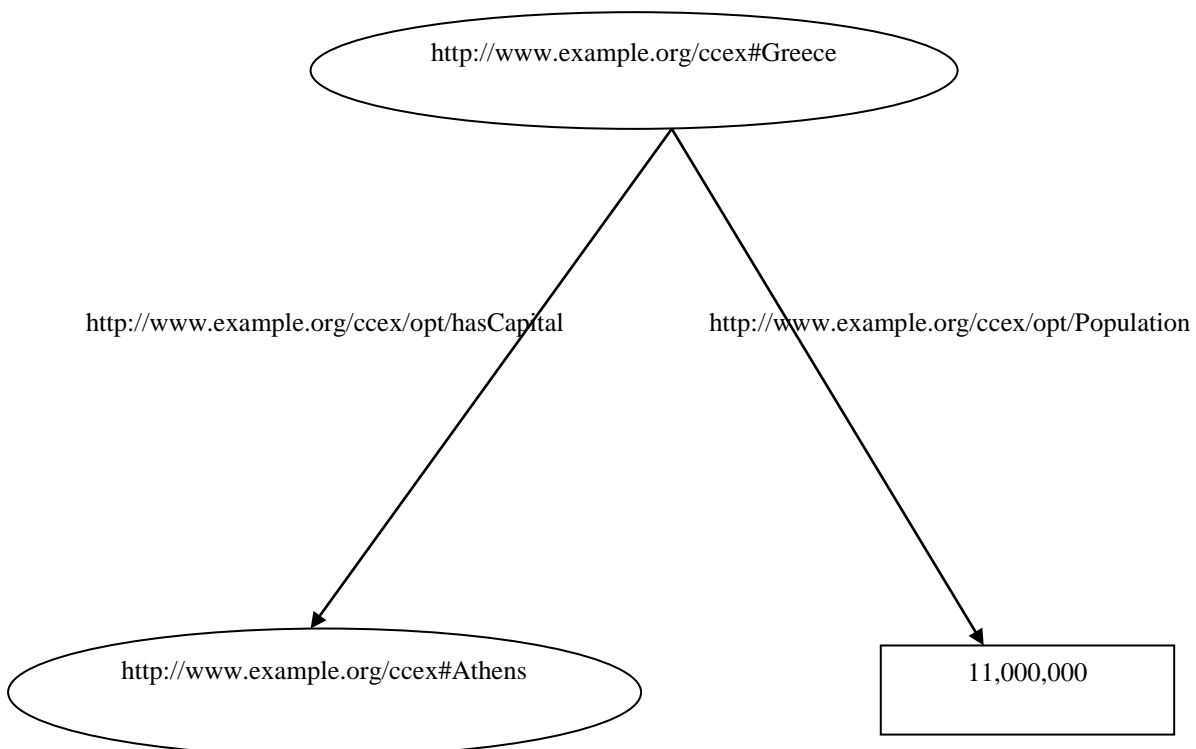 http://www.example.org/ccex#Greece
http://www.example.org/ccex/opt/hasCapital
http://www.example.org/ccex/opt/Population
http://www.example.org/ccex#Athens
11,000,000